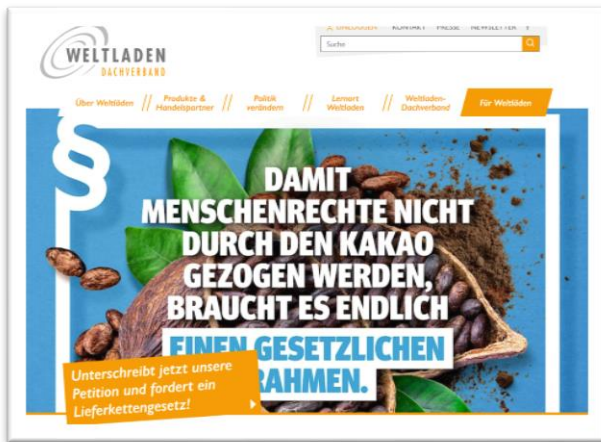 EINLOGGEN KONTAKT PRESSE NEWSLETTER
Suche
WELTLADEN
DACHVERBAND
Über Weltläden // Produkte & Handelspartner // Politik verändern // Lernort Weltladen // Weltladen-Dachverband Für Weltläden
§
DAMIT
MENSCHENRECHTE NICHT
DURCH DEN KAKAO
GEZOGEN WERDEN,
BRAUCHT ES ENDLICH
EINEN GESETZLICHEN
RAHMEN.
Unterschreibt jetzt unsere
Petition und fordert ein
Lieferkettengesetz!